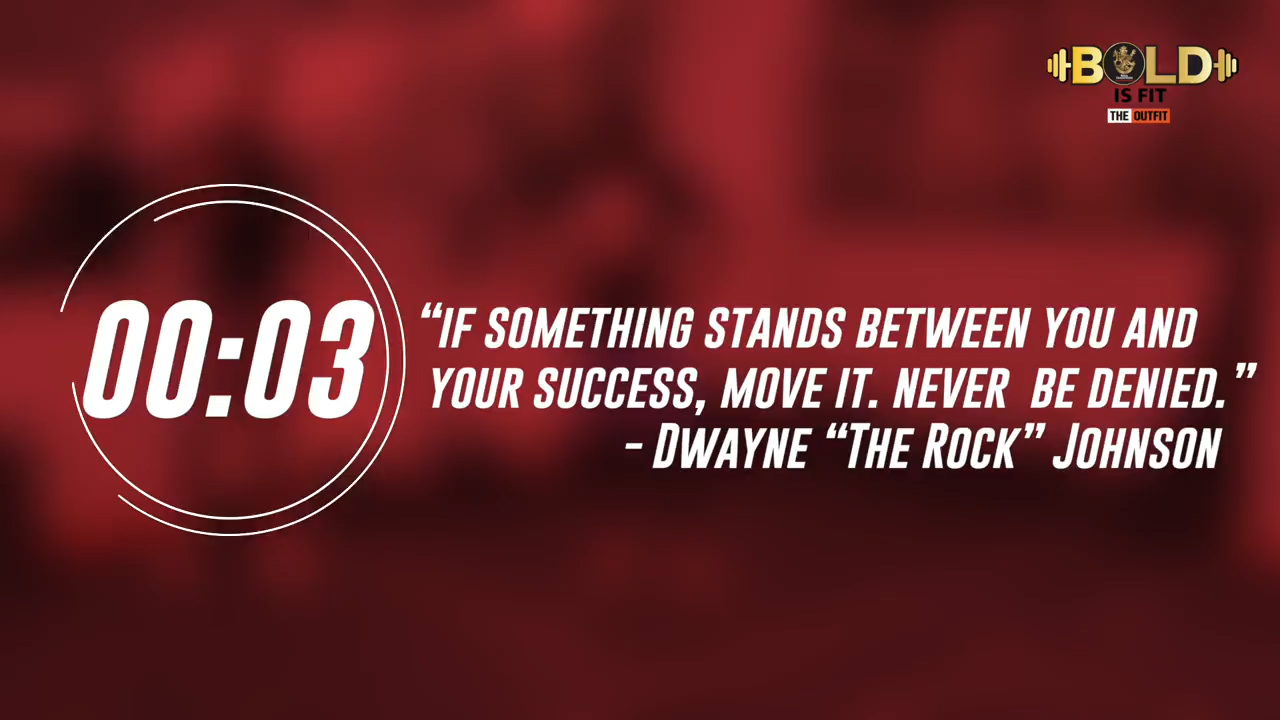 BOLD
IS FIT
THE OUTFIT
00:03
“IF SOMETHING STANDS BETWEEN YOU AND
YOUR SUCCESS, MOVE IT. NEVER BE DENIED.”
- DWAYNE “THE ROCK” JOHNSON